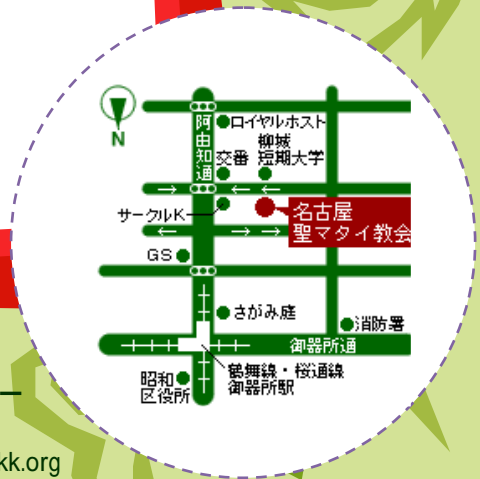 N
阿由知通
ロイヤルホスト
柳城
短期大学
交番
サークルK
名古屋
聖マタイ教会
GS
さがみ庭
消防署
御器所通
鶴舞線・桜通線
御器所駅
昭和
区役所
kk.org